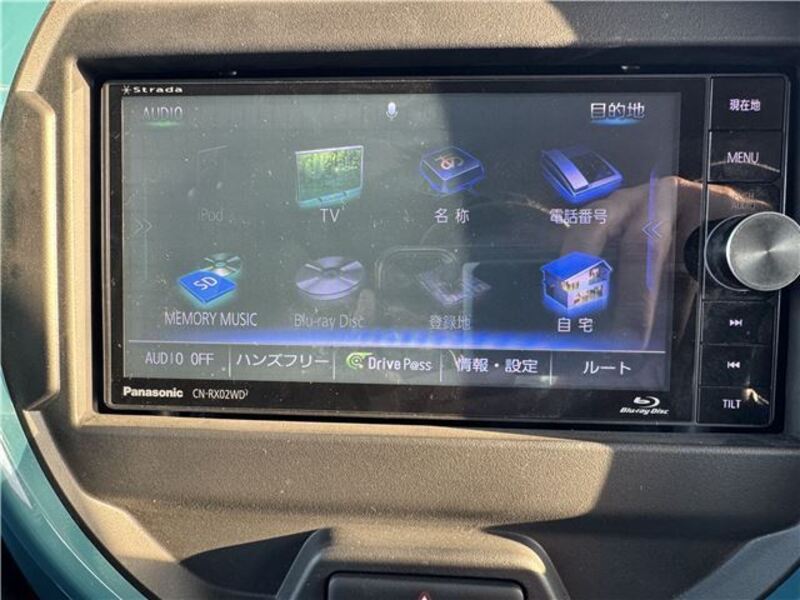 Strada
AUDIO
目的地
現在地
MENU
iPod
TV
名称
電話番号
SD
MEMORY MUSIC
Blu-ray Disc
登録地
自宅
AUDIO OFF
ハンズフリー
DriveP@ss
情報・設定
ルート
TILT
Panasonic CN-RX02WD
Blu-ray Disc